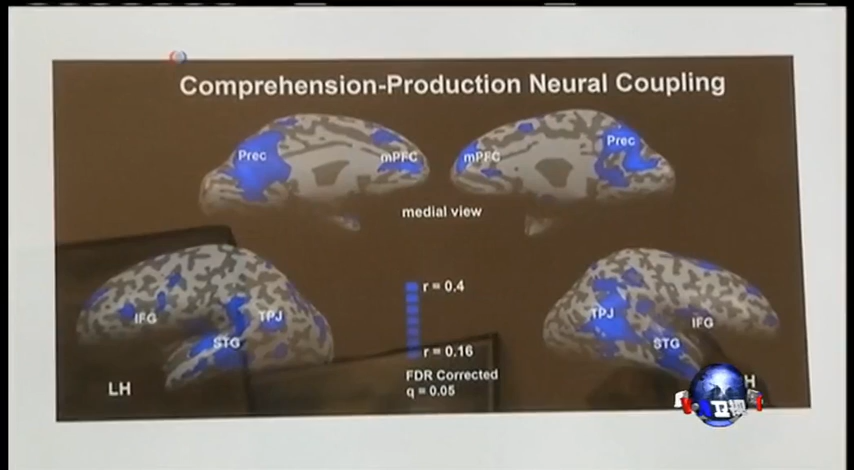 Comprehension-Production Neural Coupling
Prec
mPFC
mPFC
Prec
medial view
r = 0.4
IFG
TPJ
STG
TPJ
IFG
STG
r = 0.16
FDR Corrected
q = 0.05
LH
H